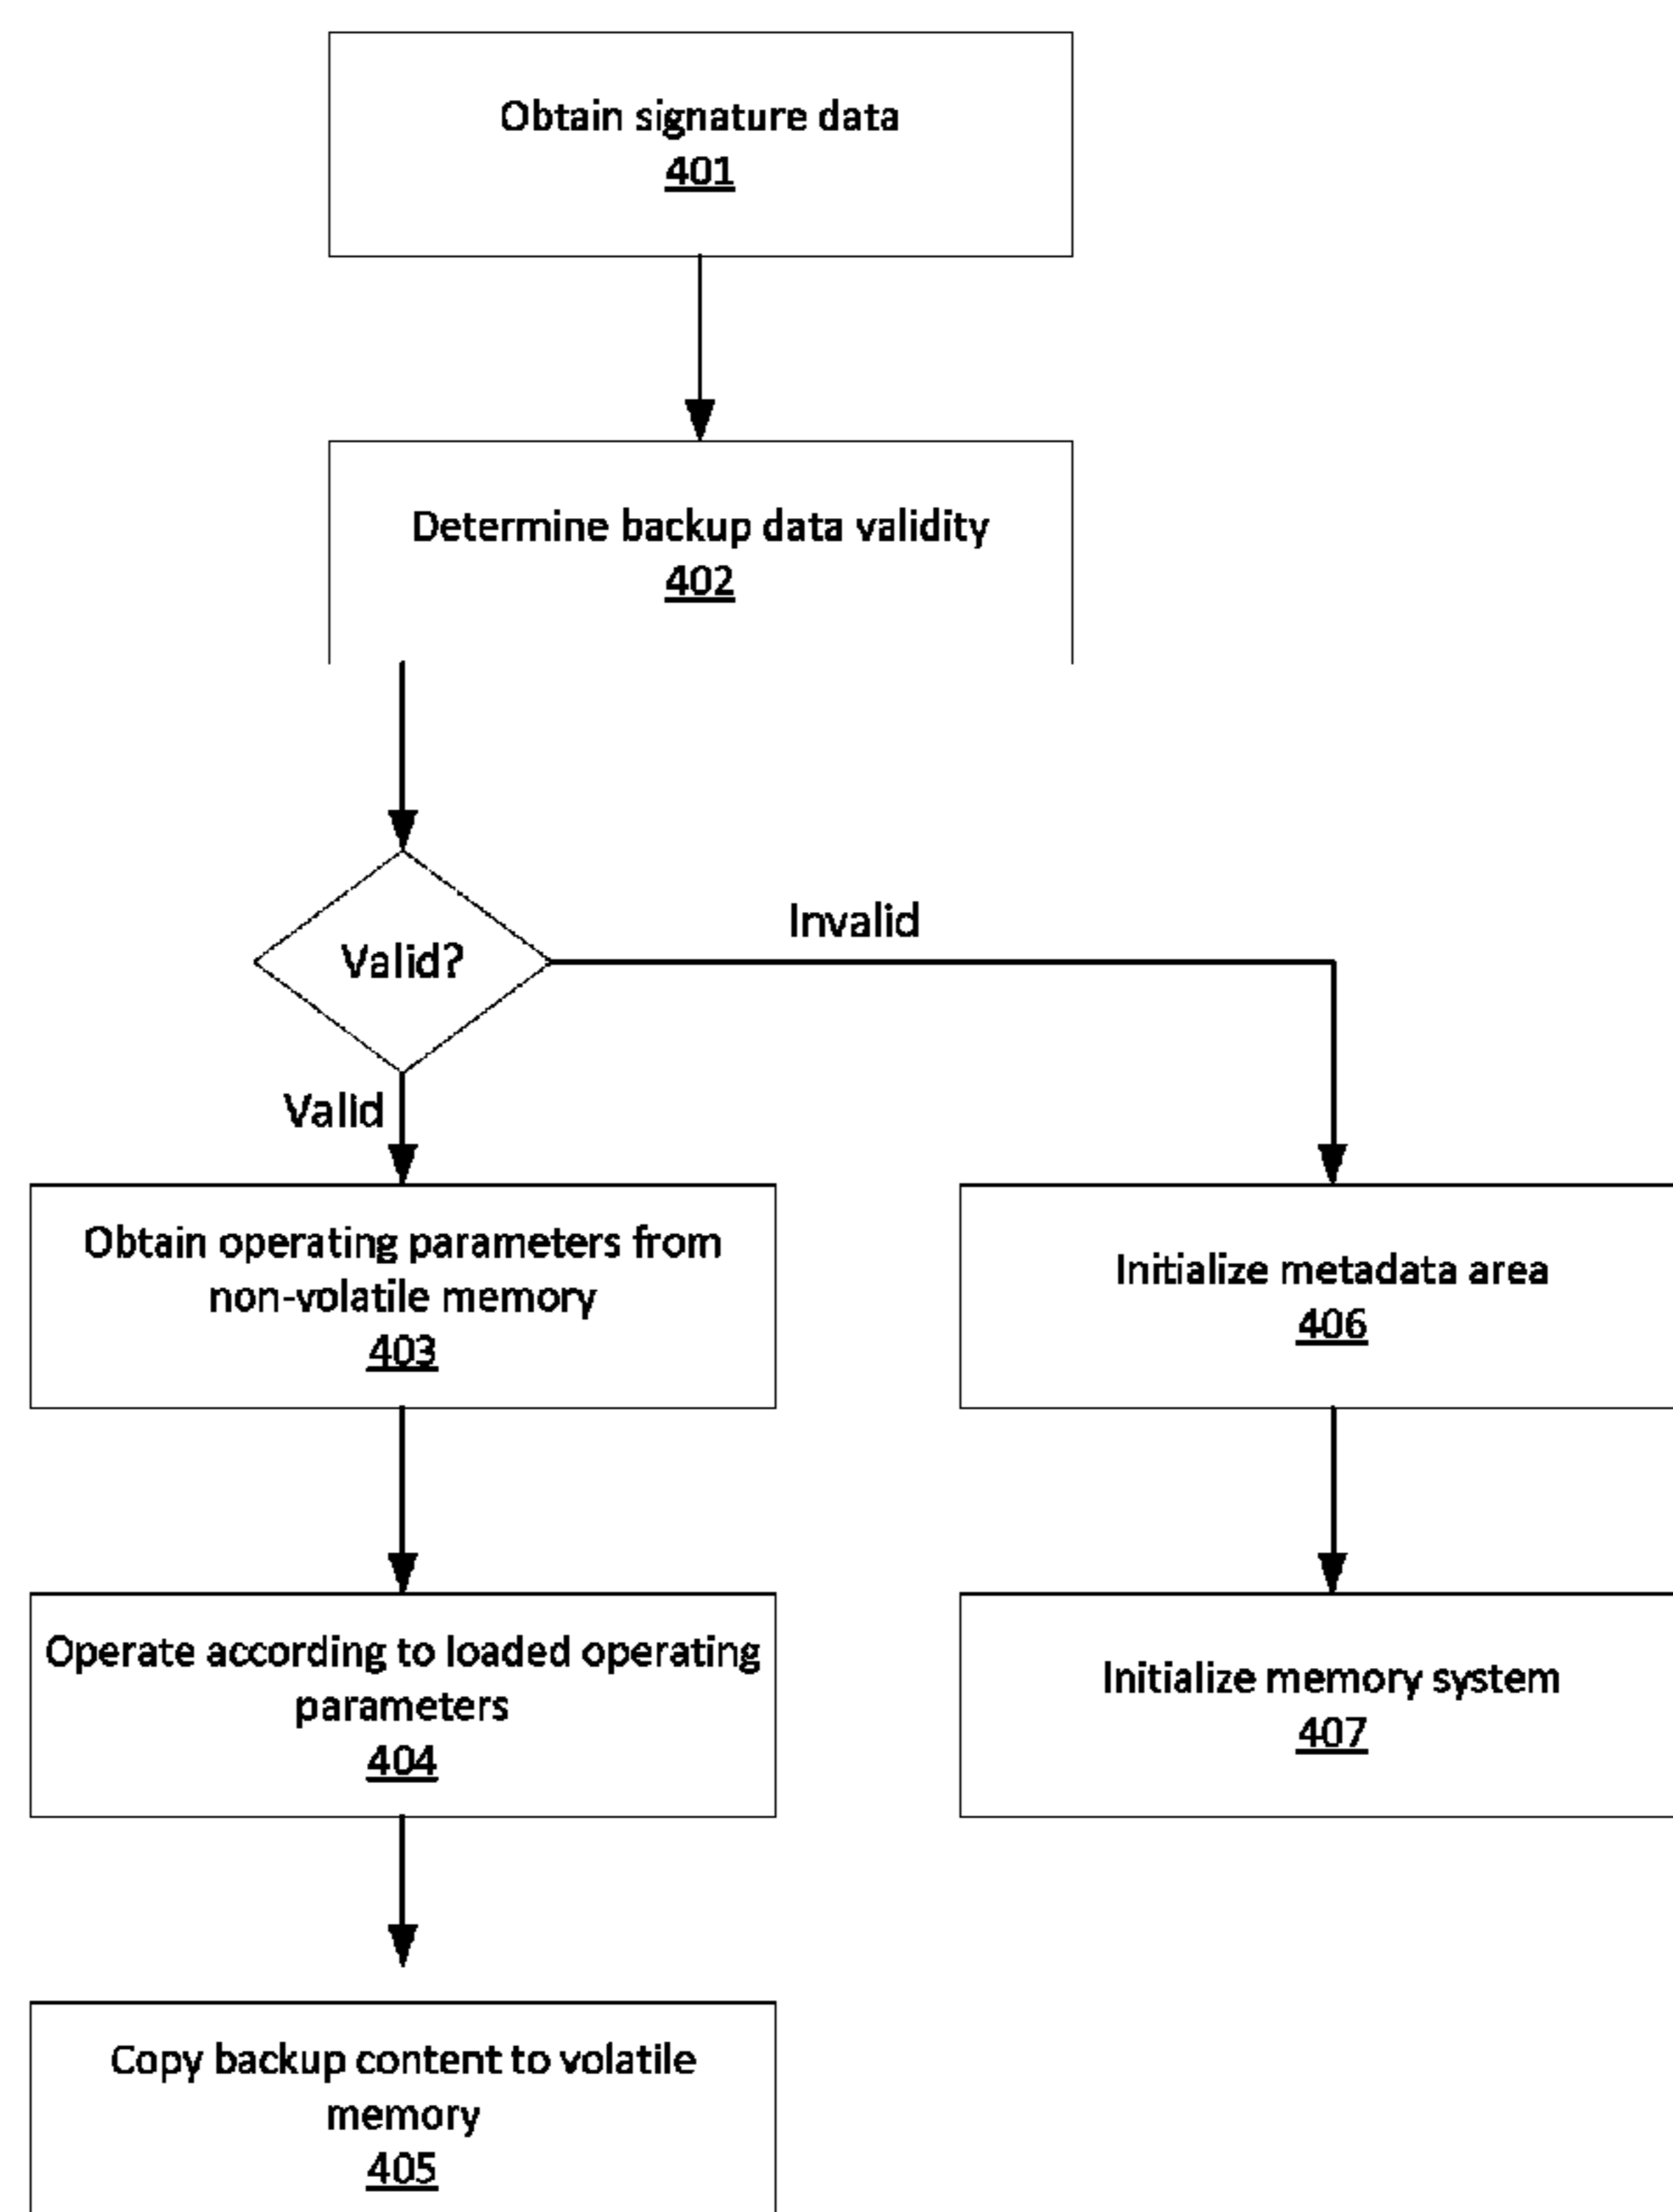 Obtain signature data
401
Determine backup data validity
402
Invalid
Valid?
Valid
Obtain operating parameters from
non-volatile memory
403
Initialize metadata area
406
Operate according to loaded operating
parameters
404
Initialize memory system
407
Copy backup content to volatile
memory
405